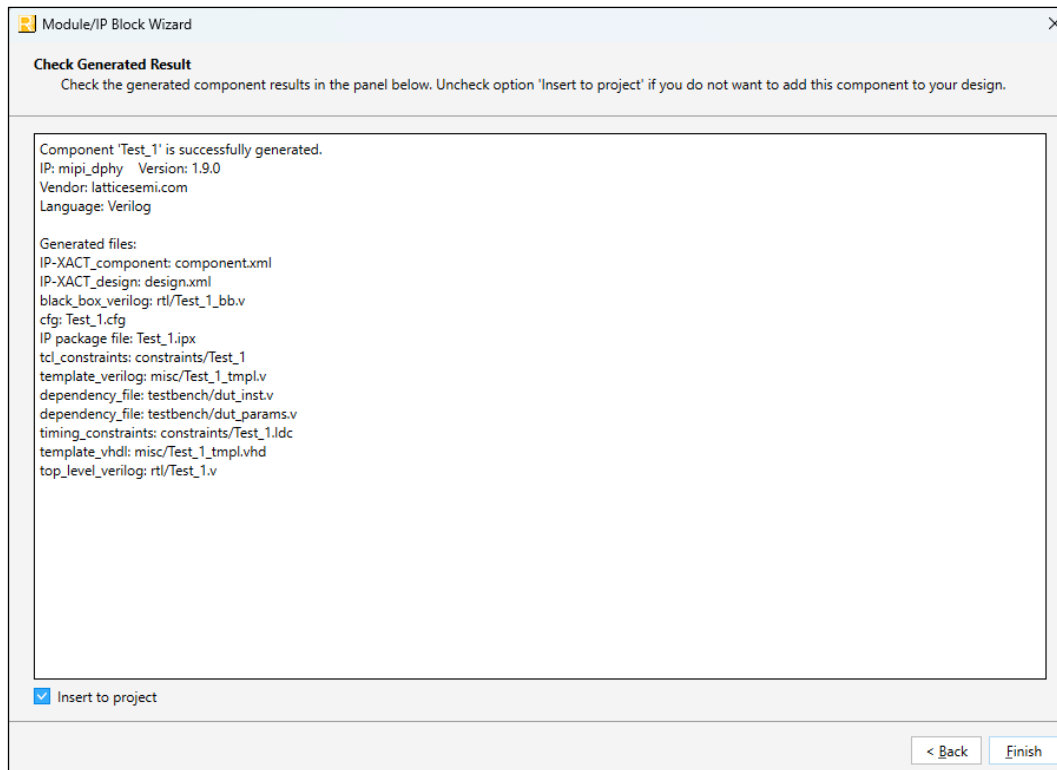 Module/IP Block Wizard
Check Generated Result
Check the generated component results in the panel below. Uncheck option 'Insert to project' if you do not want to add this component to your design.
Component 'Test_1' is successfully generated.
IP: mipi_dphy    Version: 1.9.0
Vendor: latticesemi.com
Language: Verilog
Generated files:
IP-XACT_component: component.xml
IP-XACT_design: design.xml
black_box_verilog: rtl/Test_1_bb.v
cfg: Test_1.cfg
IP package file: Test_1.ipx
tcl_constraints: constraints/Test_1
template_verilog: misc/Test_1_tmpl.v
dependency_file: testbench/dut_inst.v
dependency_file: testbench/dut_params.v
timing_constraints: constraints/Test_1.ldc
template_vhdl: misc/Test_1_tmpl.vhd
top_level_verilog: rtl/Test_1.v
Insert to project
< Back
Finish